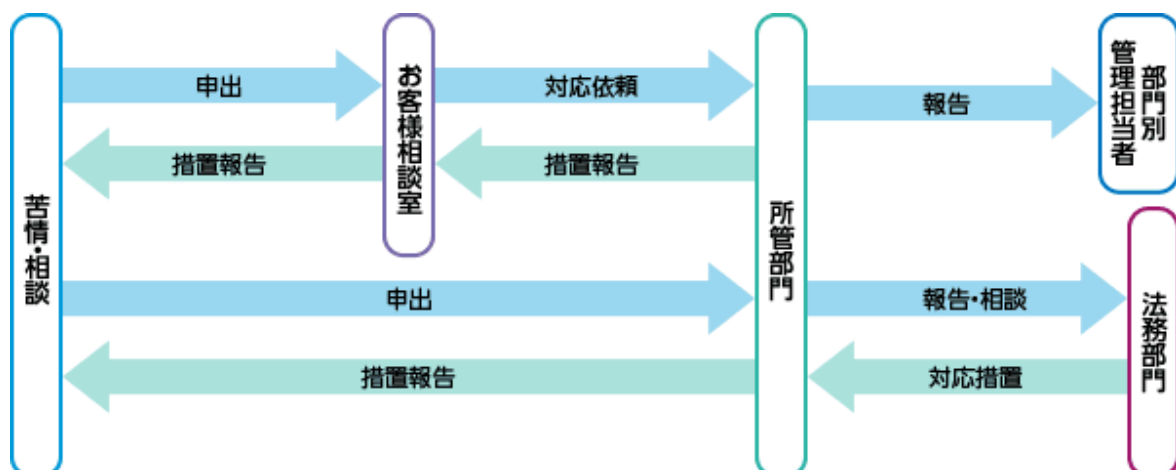 苦情・相談
申出
措置報告
申出
措置報告
お客様相談室
対応依頼
措置報告
所管部門
報告
報告・相談
対応措置
部門別
管理担当者
法務部門